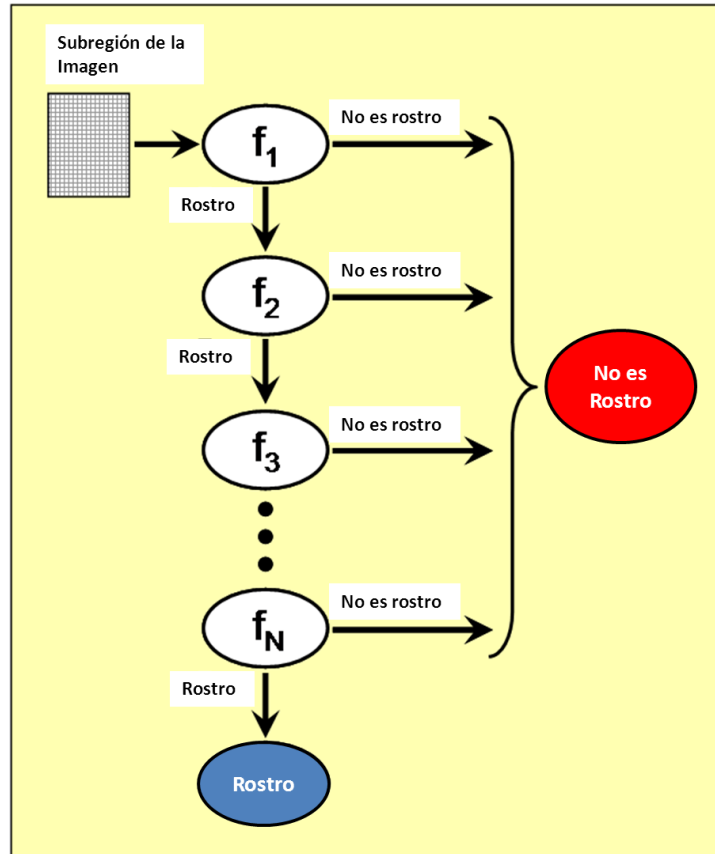 Subregión de la
Imagen
f1
No es rostro
Rostro
f2
No es rostro
Rostro
f3
No es rostro
No es
Rostro
fN
No es rostro
Rostro
Rostro